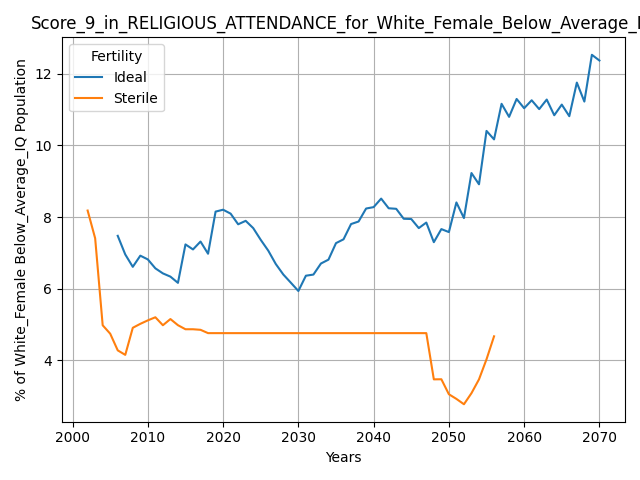 Score_9_in_RELIGIOUS_ATTENDANCE_for_White_Female_Below_Average_I
Fertility
Ideal
Sterile
% of White_Female Below_Average_IQ Population
12
10
8
6
4
2000 2010 2020 2030 2040 2050 2060 2070
Years